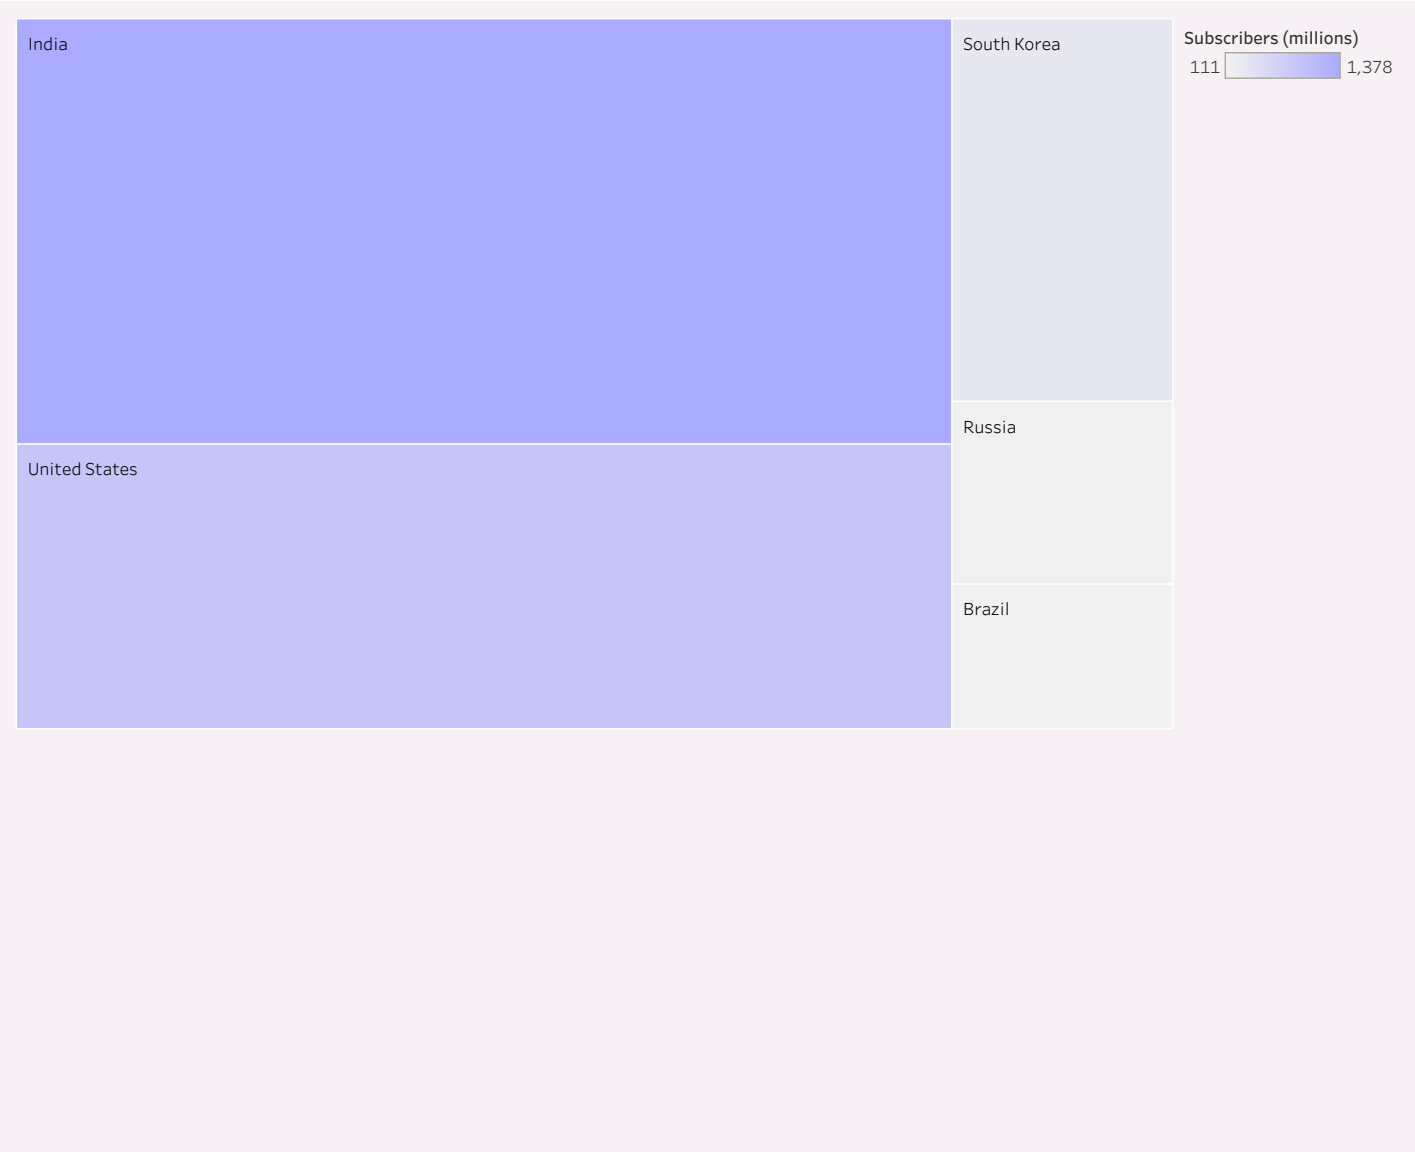 India
South Korea
Subscribers (millions)
111 1,378
Russia
United States
Brazil